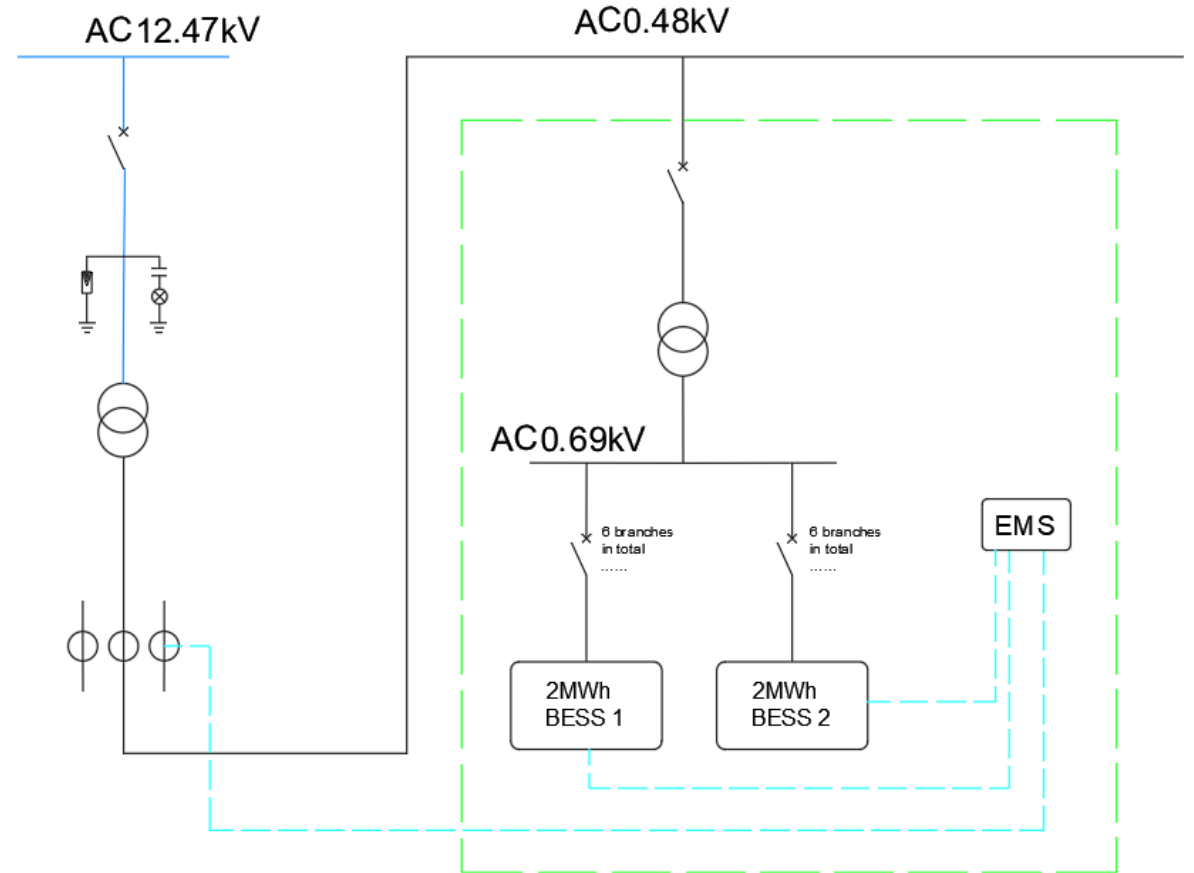 AC12.47kV
AC0.48kV
AC0.69kV
6 branches
in total
......
6 branches
in total
......
EMS
2MWh
BESS 1
2MWh
BESS 2